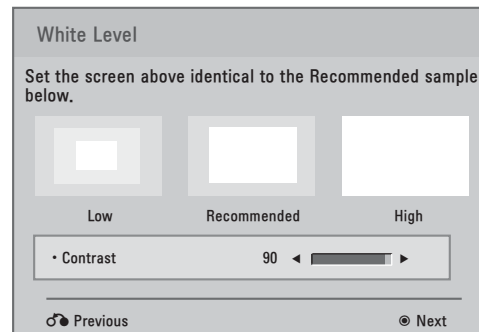 White Level
Set the screen above identical to the Recommended sample
below.
Low Recommended High
• Contrast 90 ◄ ►
Previous ◉ Next